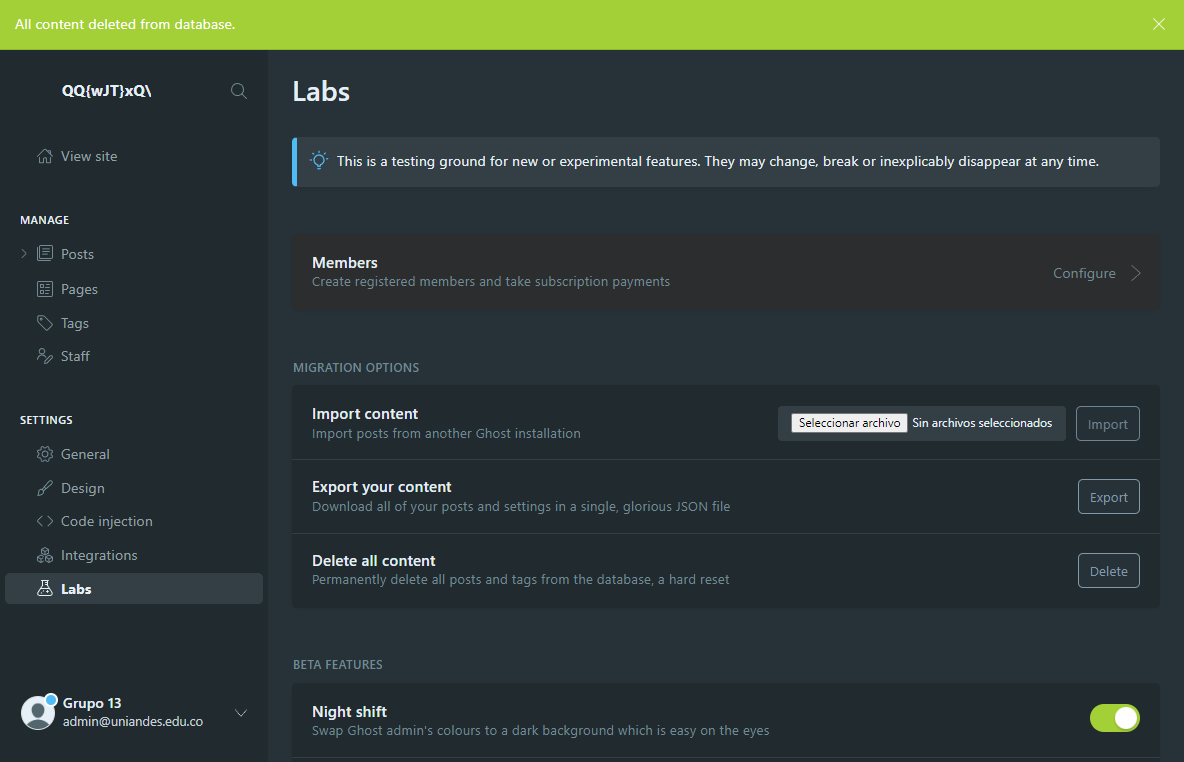 All content deleted from database.
QQ{wJT}xQ\
View site
MANAGE
Posts
Pages
Tags
Staff
SETTINGS
General
Design
Code injection
Integrations
Labs
Grupo 13
admin@uniandes.edu.co
Labs
This is a testing ground for new or experimental features. They may change, break or inexplicably disappear at any time.
Members
Create registered members and take subscription payments
Configure
MIGRATION OPTIONS
Import content
Import posts from another Ghost installation
Seleccionar archivo Sin archivos seleccionados
Import
Export your content
Download all of your posts and settings in a single, glorious JSON file
Export
Delete all content
Permanently delete all posts and tags from the database, a hard reset
Delete
BETA FEATURES
Night shift
Swap Ghost admin's colours to a dark background which is easy on the eyes